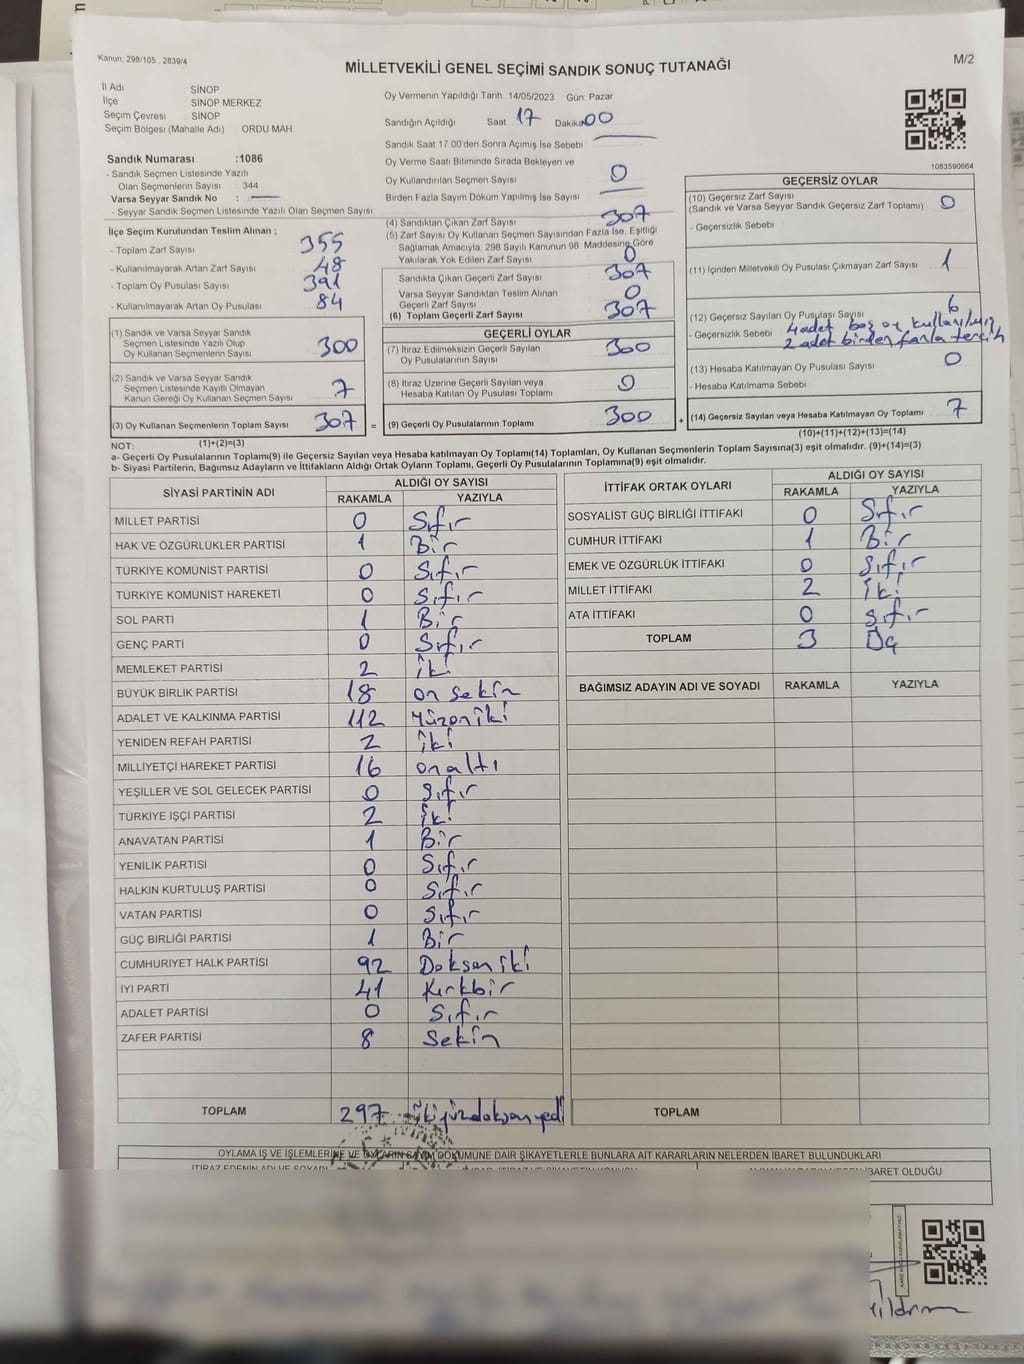 Kanun, 298/105 , 2839/4
MİLLETVEKİLİ GENEL SEÇİMİ SANDIK SONUÇ TUTANAĞI
M/2
İl Adı : SİNOP
İlçe : SİNOP MERKEZ
Seçim Çevresi : SİNOP
Seçim Bölgesi (Mahalle Adı) ORDU MAH.
Sandık Numarası :1086
- Sandık Seçmen Listesinde Yazılı
Olan Seçmenlerin Sayısı : 344
Varsa Seyyar Sandık No :
- Seyyar Sandık Seçmen Listesinde Yazılı Olan Seçmen Sayısı
Oy Vermenin Yapıldığı Tarih 14/05/2023 Gün: Pazar
Sandığın Açıldığı Saat 17 Dakika 00
Sandık Saat 17.00'den Sonra Açımış İse Sebebi
Oy Verme Saati Bitiminde Sırada Bekleyen ve
Oy Kullandırılan Seçmen Sayısı 0
Birden Fazla Sayım Döküm Yapılmış İse Sayısı
1083590664
İlçe Seçim Kurulundan Teslim Alınan ;
- Toplam Zarf Sayısı 355
- Kullanılmayarak Artan Zarf Sayısı 48
- Toplam Oy Pusulası Sayısı 391
- Kullanılmayarak Artan Oy Pusulası 84
(1) Sandık ve Varsa Seyyar Sandık
Seçmen Listesinde Yazılı Olup
Oy Kullanan Seçmenlerin Sayısı 300
(2) Sandık ve Varsa Seyyar Sandık
Seçmen Listesinde Kayıtlı Olmayan
Kanun Gereği Oy Kullanan Seçmen Sayısı 7
(3) Oy Kullanan Seçmenlerin Toplam Sayısı 307 =
(1)+(2)=(3)
(4) Sandıktan Çıkan Zarf Sayısı 307
(5) Zarf Sayısı Oy Kullanan Seçmen Sayısından Fazla İse, Eşitliği
Sağlamak Amacıyla, 298 Sayılı Kanunun 98. Maddesine Göre
Yakılarak Yok Edilen Zarf Sayısı 0
Sandıkta Çıkan Geçerli Zarf Sayısı 307
Varsa Seyyar Sandıktan Teslim Alınan
Geçerli Zarf Sayısı 0
(6) Toplam Geçerli Zarf Sayısı 307
GEÇERLİ OYLAR
(7) İtiraz Edilmeksizin Geçerli Sayılan
Oy Pusulalarının Sayısı 300
(8) İtiraz Üzerine Geçerli Sayılan veya
Hesaba Katılan Oy Pusulası Toplamı 0
(9) Geçerli Oy Pusulalarının Toplamı 300 +
GEÇERSİZ OYLAR
(10) Geçersiz Zarf Sayısı 0
(Sandık ve Varsa Seyyar Sandık Geçersiz Zarf Toplamı)
- Geçersizlik Sebebi
(11) İçinden Milletvekili Oy Pusulası Çıkmayan Zarf Sayısı 1
(12) Geçersiz Sayılan Oy Pusulası Sayısı 6
- Geçersizlik Sebebi 4 adet boş oy kullanılmış
2 adet birden fazla tercih
(13) Hesaba Katılmayan Oy Pusulası Sayısı 0
- Hesaba Katılmama Sebebi
(14) Geçersiz Sayılan veya Hesaba Katılmayan Oy Toplamı 7
(10)+(11)+(12)+(13)=(14)
NOT:
a- Geçerli Oy Pusulasının Toplamı(9) ile Geçersiz Sayılan veya Hesaba katılmayan Oy Toplamı(14) Toplamları, Oy Kullanan Seçmenlerin Toplam Sayısına(3) eşit olmalıdır. (9)+(14)=(3)
b- Siyasi Partilerin, Bağımsız Adayların ve İttifakların Aldığı Ortak Oyların Toplamı, Geçerli Oy Pusulalarının Toplamına(9) eşit olmalıdır.
SİYASİ PARTİNİN ADI ALDIĞI OY SAYISI
RAKAMLA YAZIYLA
MİLLET PARTİSİ 0 Sıfır
HAK VE ÖZGÜRLÜKLER PARTİSİ 1 Bir
TÜRKİYE KOMÜNİST PARTİSİ 0 Sıfır
TÜRKİYE KOMÜNİST HAREKETİ 0 Sıfır
SOL PARTİ 1 Bir
GENÇ PARTİ 0 Sıfır
MEMLEKET PARTİSİ 2 iki
BÜYÜK BİRLİK PARTİSİ 18 on sekiz
ADALET VE KALKINMA PARTİSİ 112 yüzoniki
YENİDEN REFAH PARTİSİ 2 iki
MİLLİYETÇİ HAREKET PARTİSİ 16 onaltı
YEŞİLLER VE SOL GELECEK PARTİSİ 0 sıfır
TÜRKİYE İŞÇİ PARTİSİ 2 iki
ANAVATAN PARTİSİ 1 Bir
YENİLİK PARTİSİ 0 Sıfır
HALKIN KURTULUŞ PARTİSİ 0 Sıfır
VATAN PARTİSİ 0 Sıfır
GÜÇ BİRLİĞİ PARTİSİ 1 Bir
CUMHURİYET HALK PARTİSİ 92 Doksan iki
İYİ PARTİ 41 Kırkbir
ADALET PARTİSİ 0 Sıfır
ZAFER PARTİSİ 8 Sekiz
TOPLAM 297 ikiyüzdoksanyedi
İTTİFAK ORTAK OYLARI ALDIĞI OY SAYISI
RAKAMLA YAZIYLA
SOSYALİST GÜÇ BİRLİĞİ İTTİFAKI 0 Sıfır
CUMHUR İTTİFAKI 1 Bir
EMEK VE ÖZGÜRLÜK İTTİFAKI 0 Sıfır
MİLLET İTTİFAKI 2 iki
ATA İTTİFAKI 0 sıfır
TOPLAM 3 Üç
BAĞIMSIZ ADAYIN ADI VE SOYADI RAKAMLA YAZIYLA
TOPLAM
OYLAMA İŞ VE İŞLEMLERİNE VE OYLARIN SAYIM DÖKÜMÜNE DAİR ŞİKAYETLERLE BUNLARA AİT KARARLARIN NELERDEN İBARET BULUNDUKLARI
İTİRAZ EDENİN ADI VE SOYADI
İBARET OLDUĞU